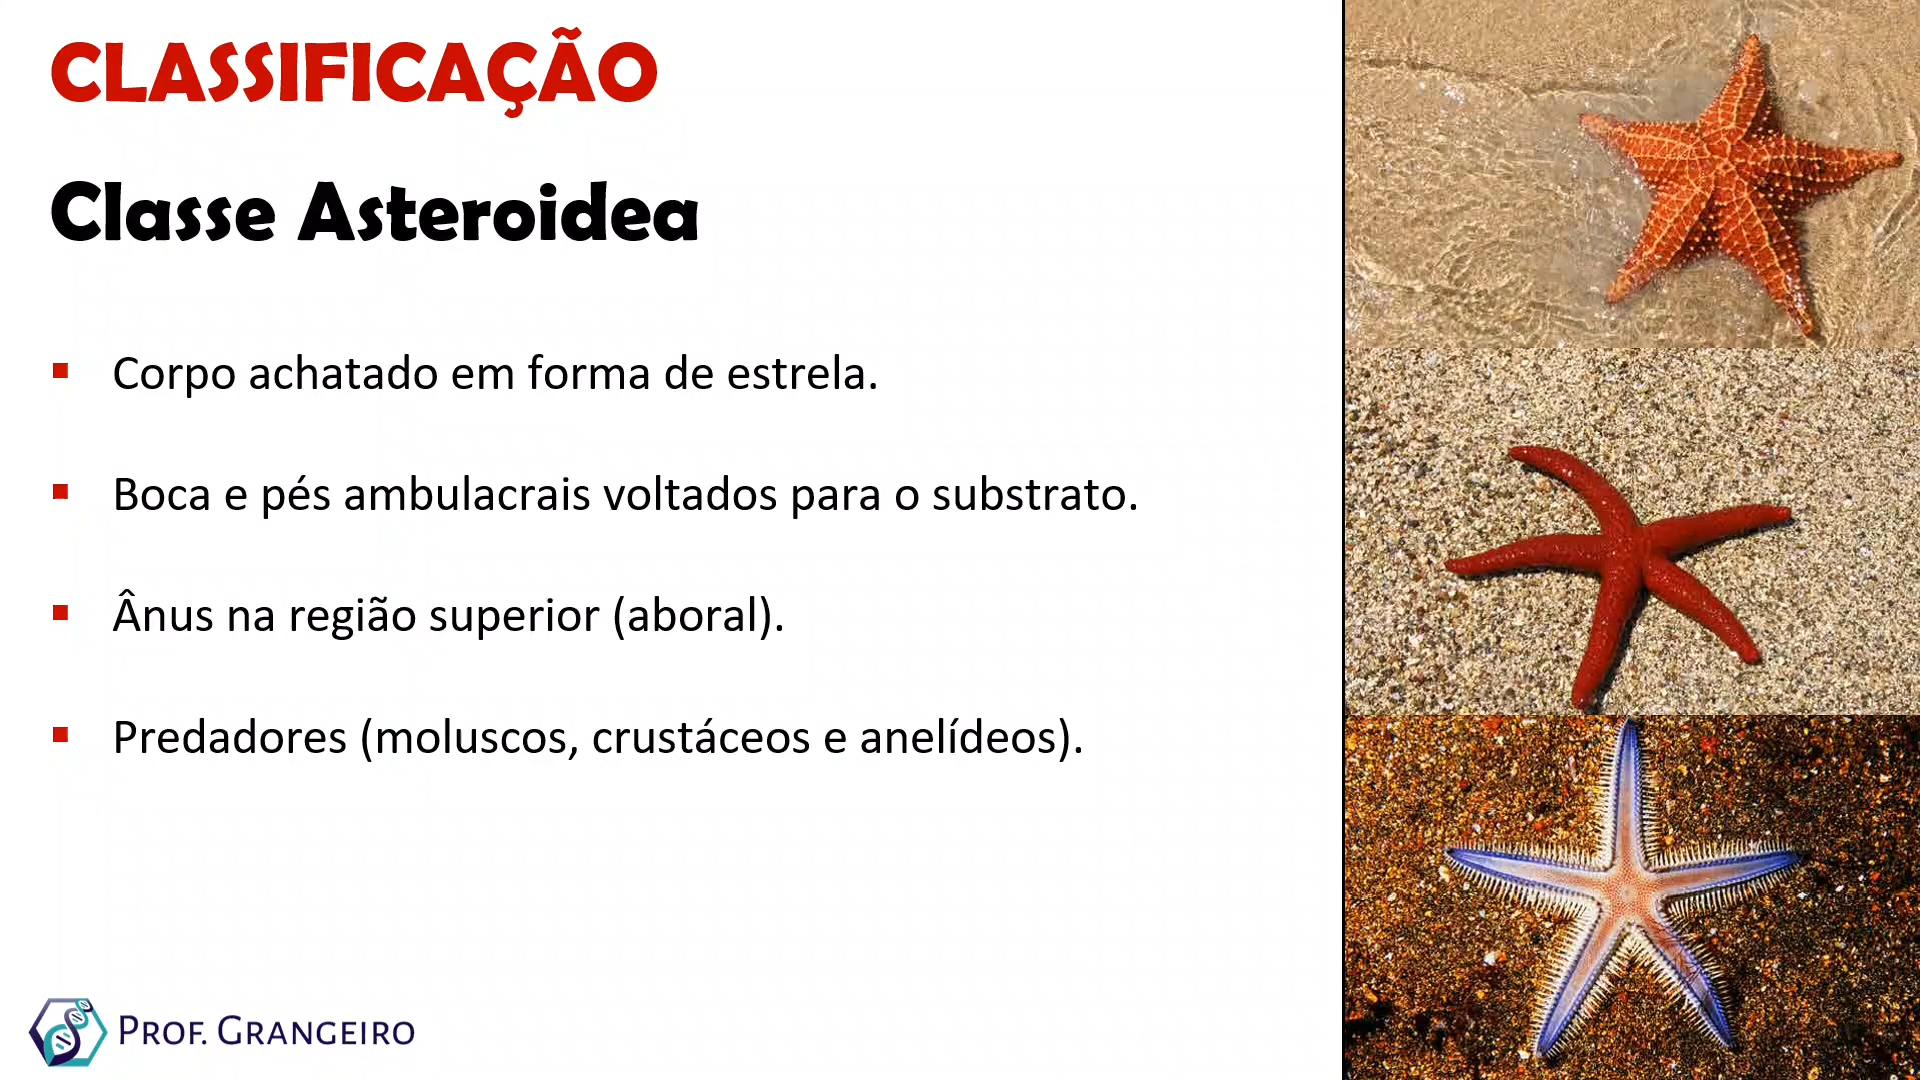 CLASSIFICAÇÃO
Classe Asteroidea
▪ Corpo achatado em forma de estrela.
▪ Boca e pés ambulacrais voltados para o substrato.
▪ Ânus na região superior (aboral).
▪ Predadores (moluscos, crustáceos e anelídeos).
PROF. GRANGEIRO